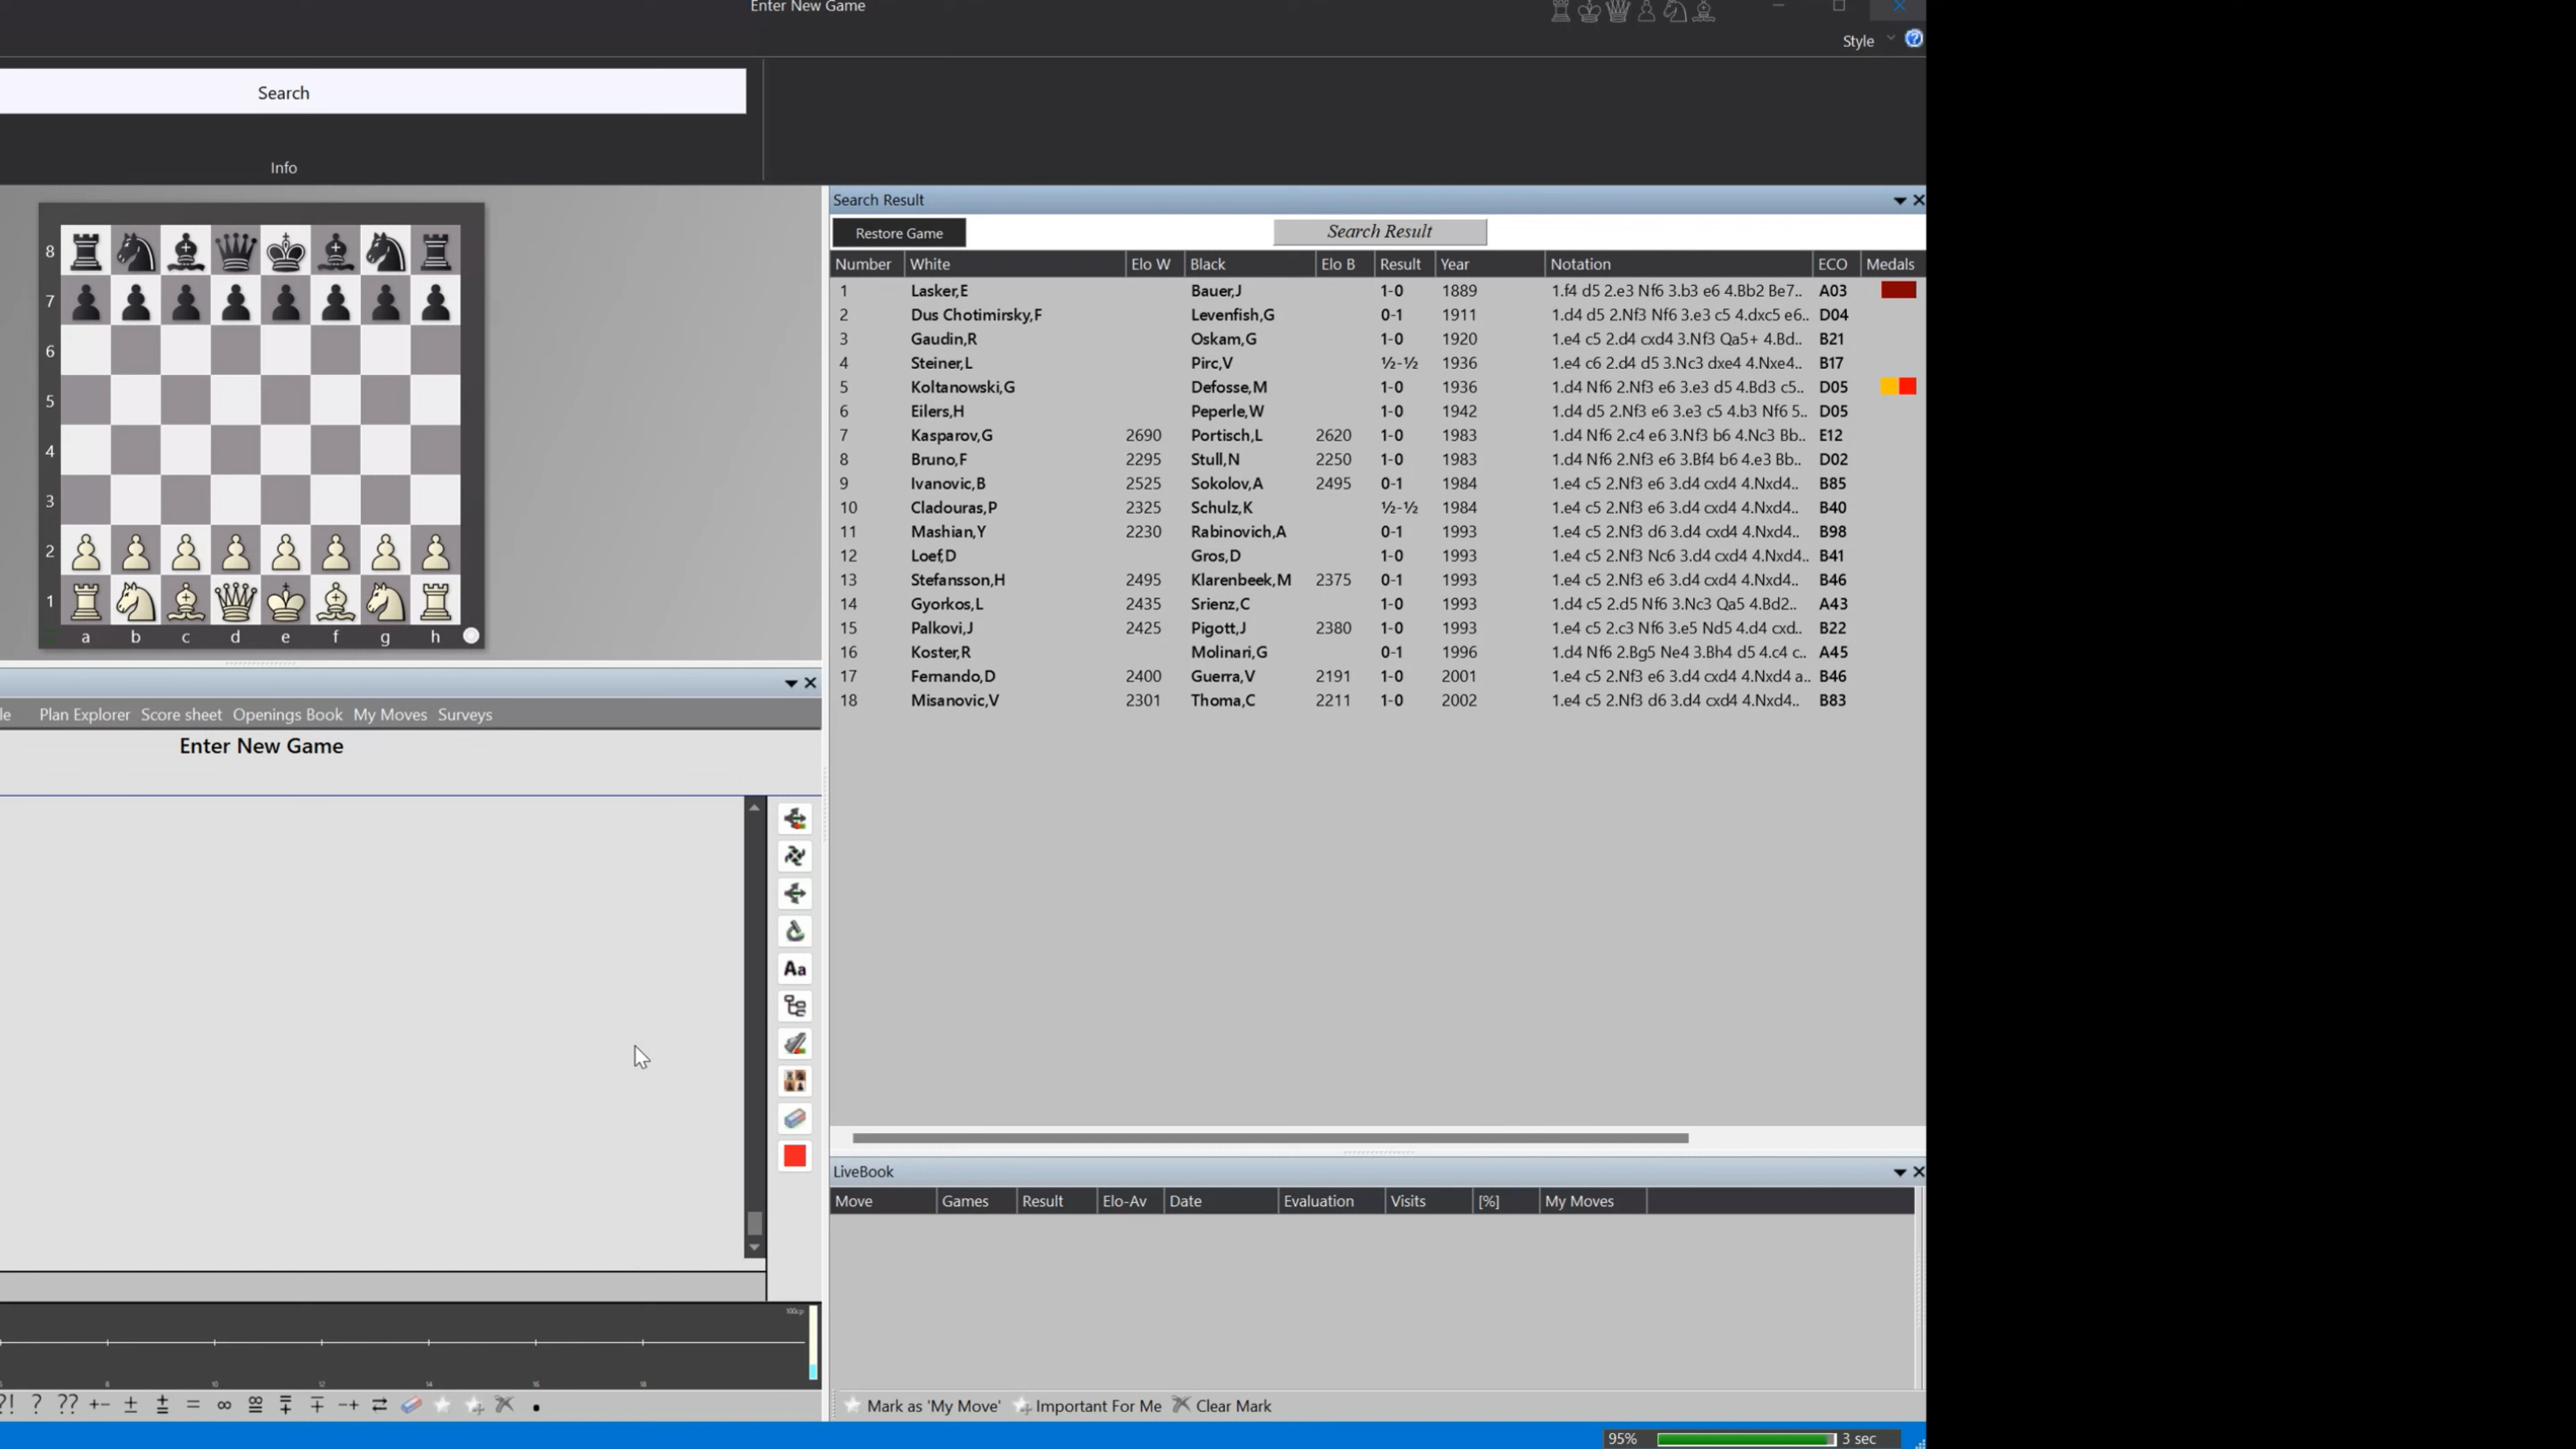 Enter New Game
Style
Search
Info
Search Result
Restore Game
Search Result
Number White Elo W Black Elo B Result Year Notation ECO Medals
1 Lasker,E Bauer,J 1-0 1889 1.f4 d5 2.e3 Nf6 3.b3 e6 4.Bb2 Be7.. A03
2 Dus Chotimirsky,F Levenfish,G 0-1 1911 1.d4 d5 2.Nf3 Nf6 3.e3 c5 4.dxc5 e6.. D04
3 Gaudin,R Oskam,G 1-0 1920 1.e4 c5 2.d4 cxd4 3.Nf3 Qa5+ 4.Bd.. B21
4 Steiner,L Pirc,V ½-½ 1936 1.e4 c6 2.d4 d5 3.Nc3 dxe4 4.Nxe4.. B17
5 Koltanowski,G Defosse,M 1-0 1936 1.d4 Nf6 2.Nf3 e6 3.e3 d5 4.Bd3 c5.. D05
6 Eilers,H Peperle,W 1-0 1942 1.d4 d5 2.Nf3 e6 3.e3 c5 4.b3 Nf6 5.. D05
7 Kasparov,G 2690 Portisch,L 2620 1-0 1983 1.d4 Nf6 2.c4 e6 3.Nf3 b6 4.Nc3 Bb.. E12
8 Bruno,F 2295 Stull,N 2250 1-0 1983 1.d4 Nf6 2.Nf3 e6 3.Bf4 b6 4.e3 Bb.. D02
9 Ivanovic,B 2525 Sokolov,A 2495 0-1 1984 1.e4 c5 2.Nf3 e6 3.d4 cxd4 4.Nxd4.. B85
10 Cladouras,P 2325 Schulz,K ½-½ 1984 1.e4 c5 2.Nf3 e6 3.d4 cxd4 4.Nxd4.. B40
11 Mashian,Y 2230 Rabinovich,A 0-1 1993 1.e4 c5 2.Nf3 d6 3.d4 cxd4 4.Nxd4.. B98
12 Loef,D Gros,D 1-0 1993 1.e4 c5 2.Nf3 Nc6 3.d4 cxd4 4.Nxd4.. B41
13 Stefansson,H 2495 Klarenbeek,M 2375 0-1 1993 1.e4 c5 2.Nf3 e6 3.d4 cxd4 4.Nxd4.. B46
14 Gyorkos,L 2435 Srienz,C 1-0 1993 1.d4 c5 2.d5 Nf6 3.Nc3 Qa5 4.Bd2.. A43
15 Palkovi,J 2425 Pigott,J 2380 1-0 1993 1.e4 c5 2.c3 Nf6 3.e5 Nd5 4.d4 cxd.. B22
16 Koster,R Molinari,G 0-1 1996 1.d4 Nf6 2.Bg5 Ne4 3.Bh4 d5 4.c4 c.. A45
17 Fernando,D 2400 Guerra,V 2191 1-0 2001 1.e4 c5 2.Nf3 e6 3.d4 cxd4 4.Nxd4 a.. B46
18 Misanovic,V 2301 Thoma,C 2211 1-0 2002 1.e4 c5 2.Nf3 d6 3.d4 cxd4 4.Nxd4.. B83
8
7
6
5
4
3
2
1
a b c d e f g h
le Plan Explorer Score sheet Openings Book My Moves Surveys
Enter New Game
Aa
LiveBook
Move Games Result Elo-Av Date Evaluation Visits [%] My Moves
?! ? ?? +− ± ⩲ = ∞ ⯹ ⩱ ∓ −+ ⇄
Mark as 'My Move' Important For Me Clear Mark
95% 3 sec